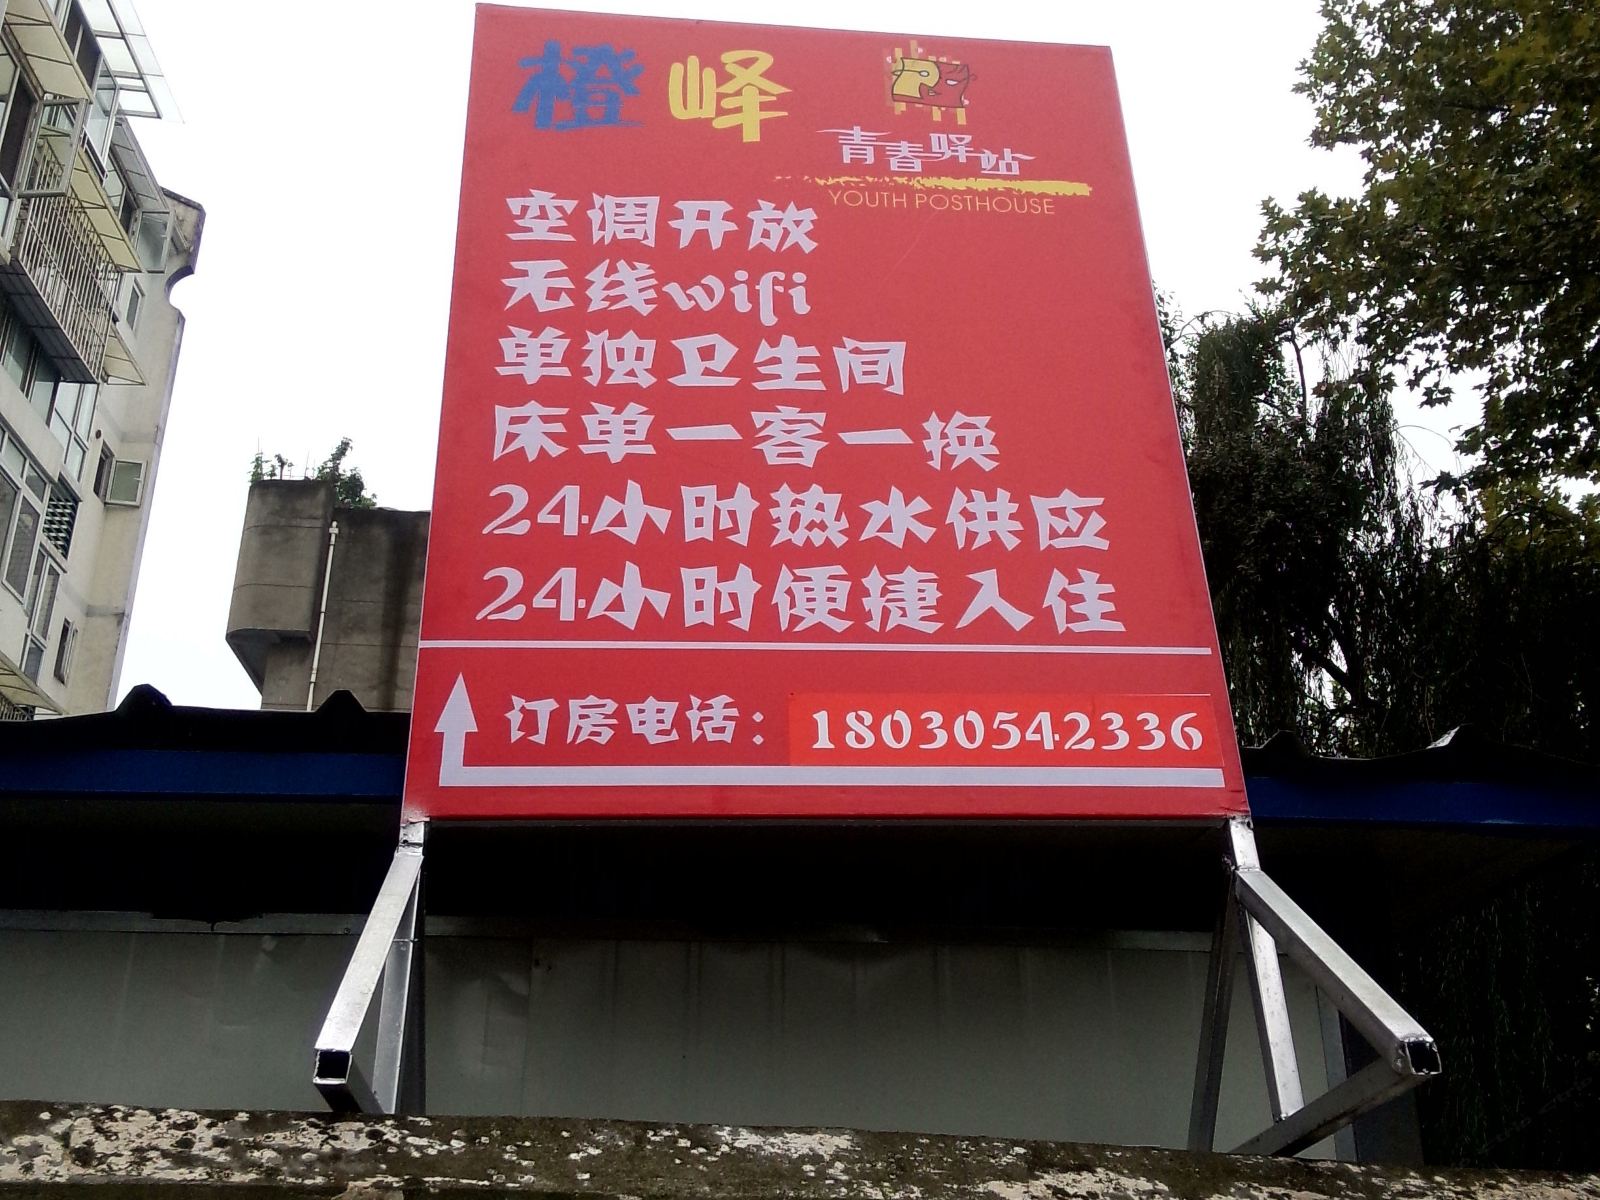 橙峰
青春驿站
YOUTH POSTHOUSE
空调开放
无线wifi
单独卫生间
床单一客一换
24小时热水供应
24小时便捷入住
订房电话：18030542336